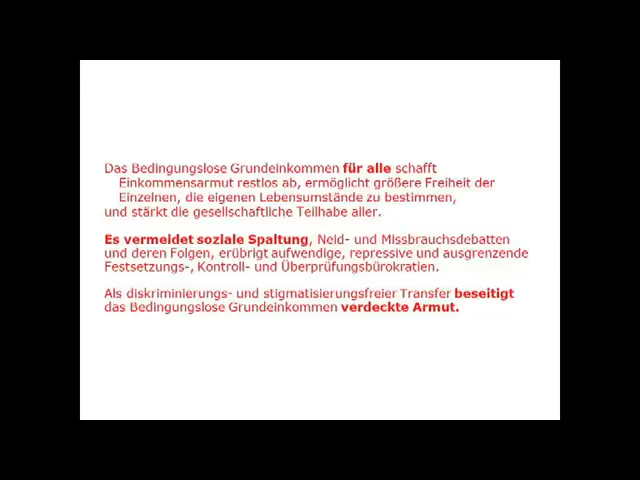 Das Bedingungslose Grundeinkommen für alle schafft
Einkommensarmut restlos ab, ermöglicht größere Freiheit der
Einzelnen, die eigenen Lebensumstände zu bestimmen,
und stärkt die gesellschaftliche Teilhabe aller.
Es vermeidet soziale Spaltung, Neid- und Missbrauchsdebatten
und deren Folgen, erübrigt aufwendige, repressive und ausgrenzende
Festsetzungs-, Kontroll- und Überprüfungsbürokratien.
Als diskriminierungs- und stigmatisierungsfreier Transfer beseitigt
das Bedingungslose Grundeinkommen verdeckte Armut.